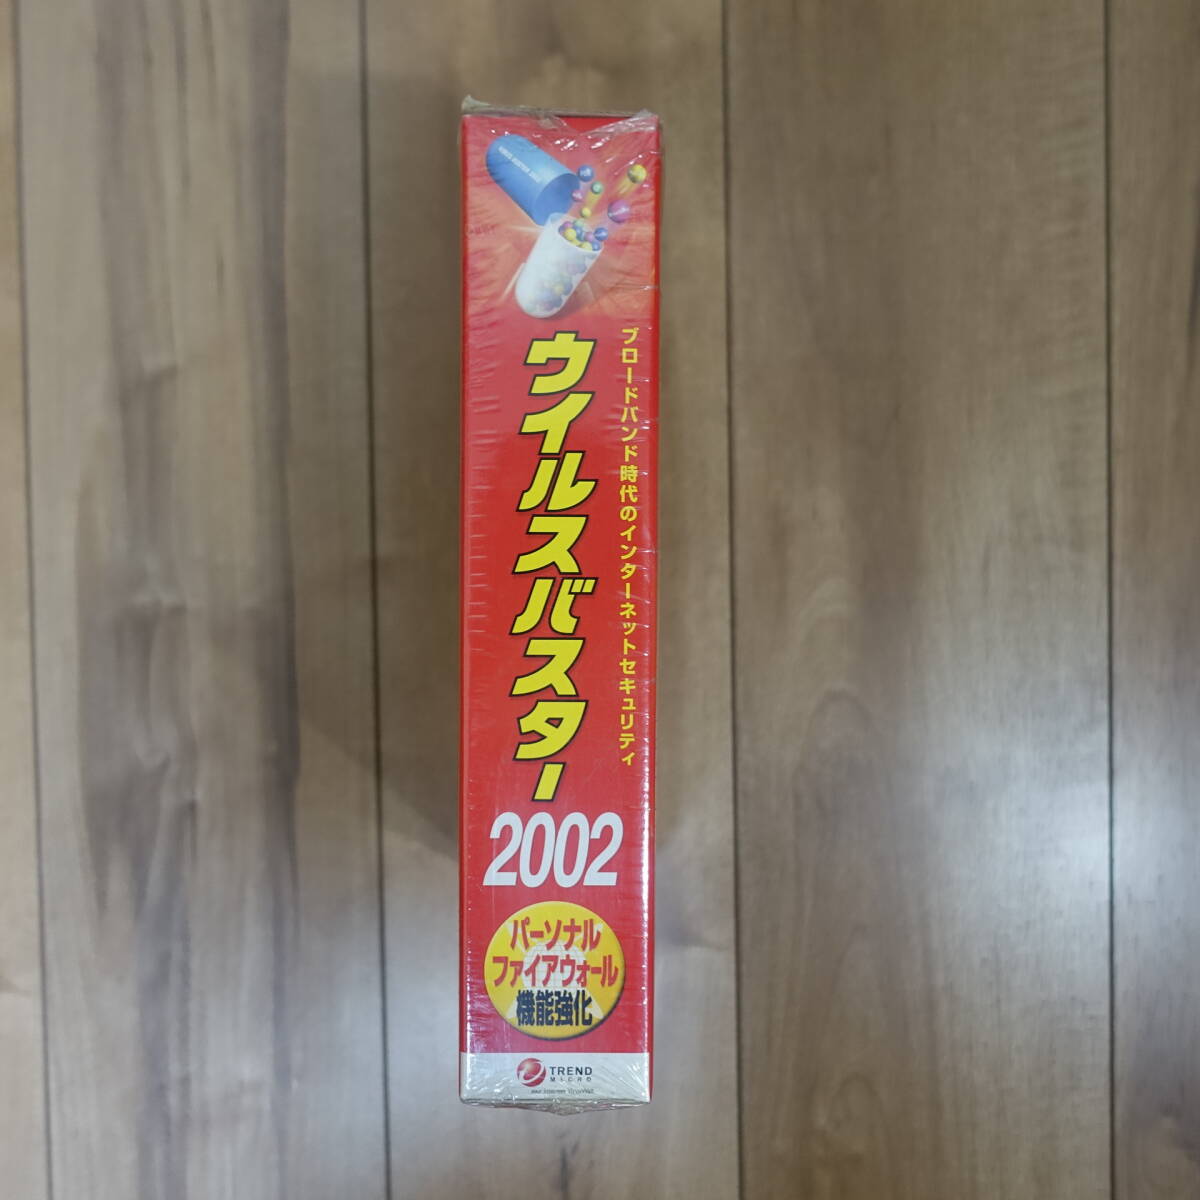 ブロードバンド時代のインターネットセキュリティ
ウイルスバスター
2002
パーソナル
ファイアウォール
機能強化
TREND
MICRO